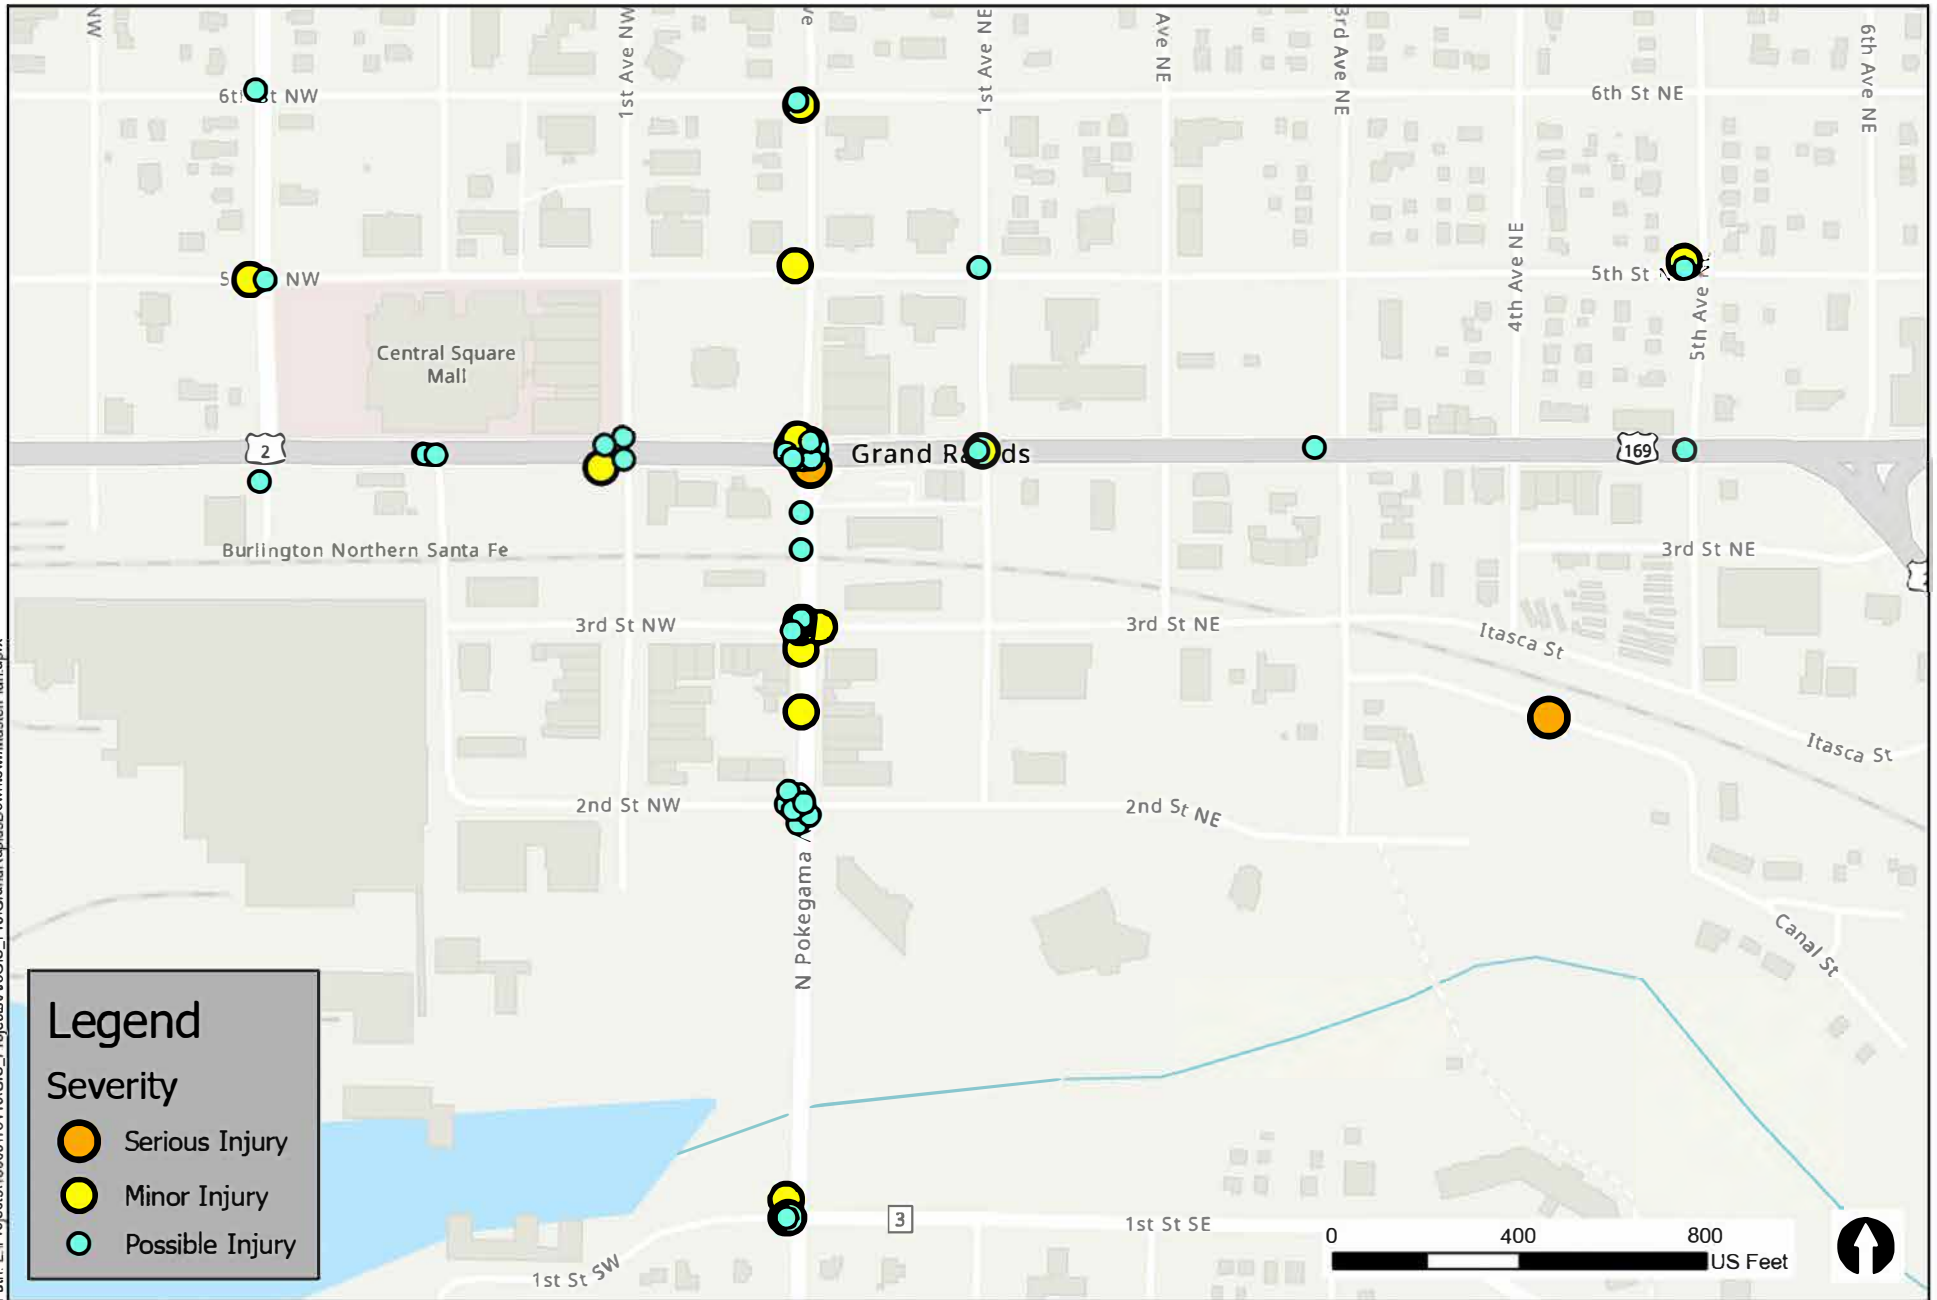 NW
1st Ave NW
ve
1st Ave NE
Ave NE
3rd Ave NE
6th Ave NE
6th St NW
6th St NE
NW
5th St
4th Ave NE
5th Ave
Central Square
Mall
2
Grand Rapids
169
Burlington Northern Santa Fe
3rd St NE
3rd St NW
3rd St NE
Itasca St
Itasca St
2nd St NW
2nd St NE
N Pokegama
Canal St
Legend
Severity
Serious Injury
Minor Injury
Possible Injury
3
1st St SE
1st St SW
0 400 800
US Feet